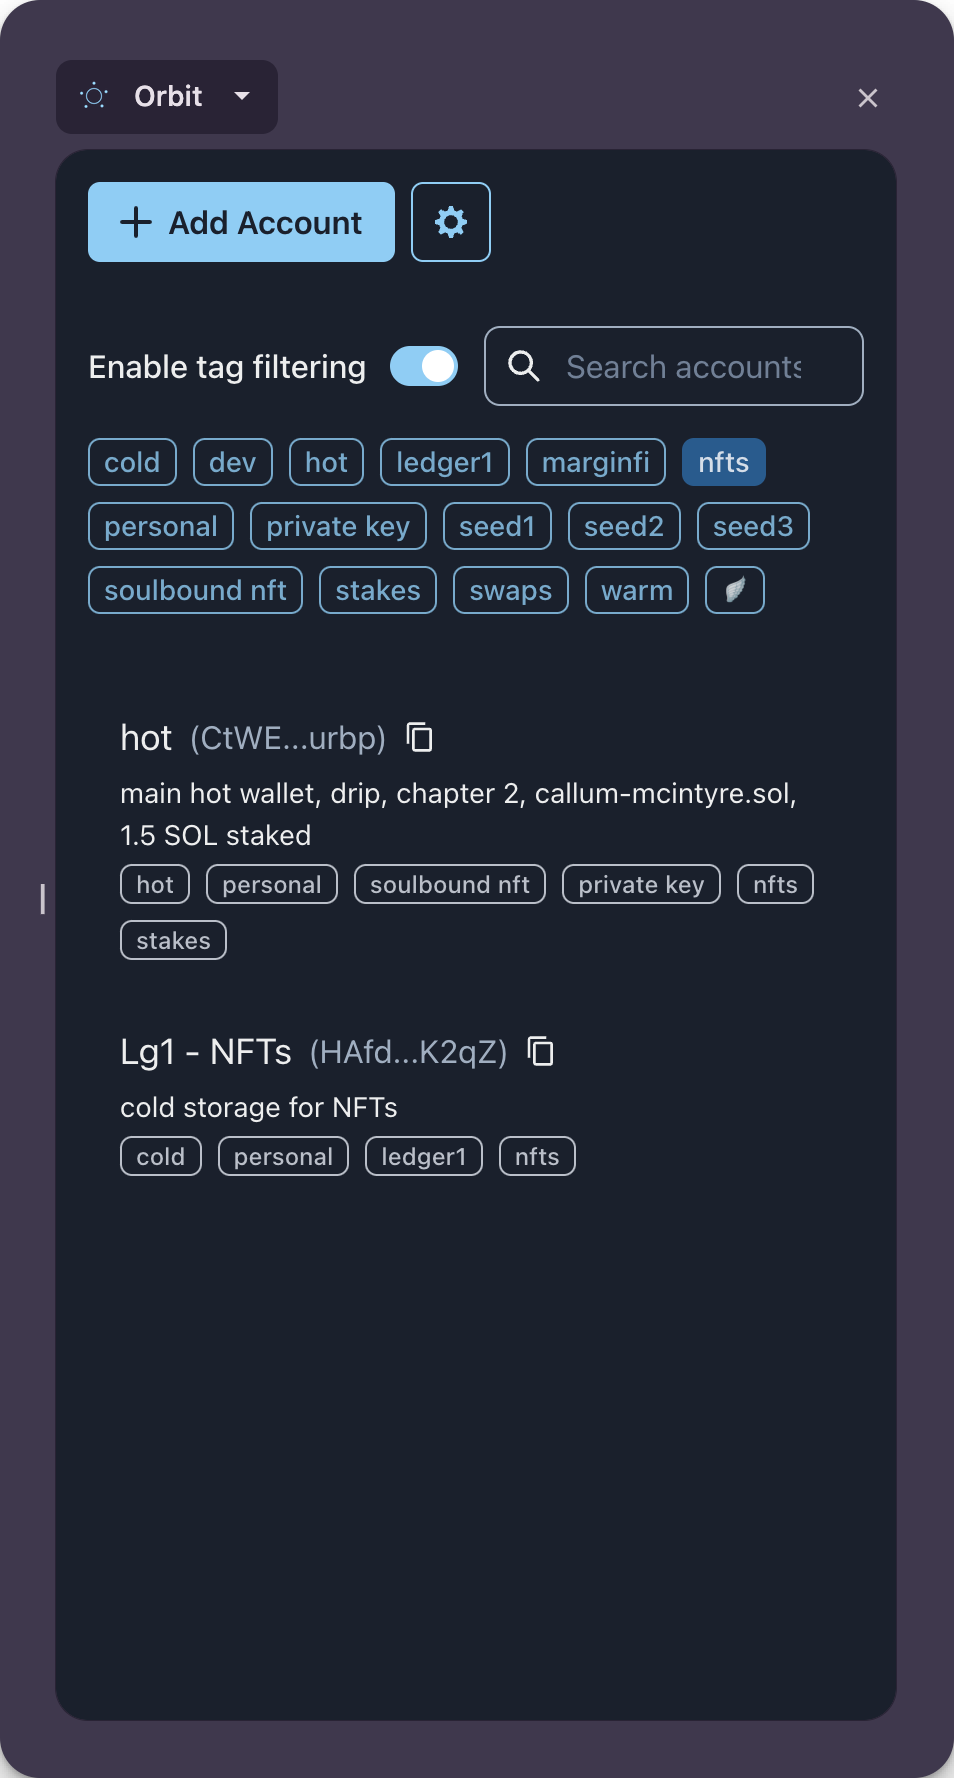 Orbit
Add Account
Enable tag filtering
Search accounts
cold dev hot ledger1 marginfi nfts
personal private key seed1 seed2 seed3
soulbound nft stakes swaps warm 🪽
hot (CtWE...urbp)
main hot wallet, drip, chapter 2, callum-mcintyre.sol,
1.5 SOL staked
hot personal soulbound nft private key nfts
stakes
Lg1 - NFTs (HAfd...K2qZ)
cold storage for NFTs
cold personal ledger1 nfts